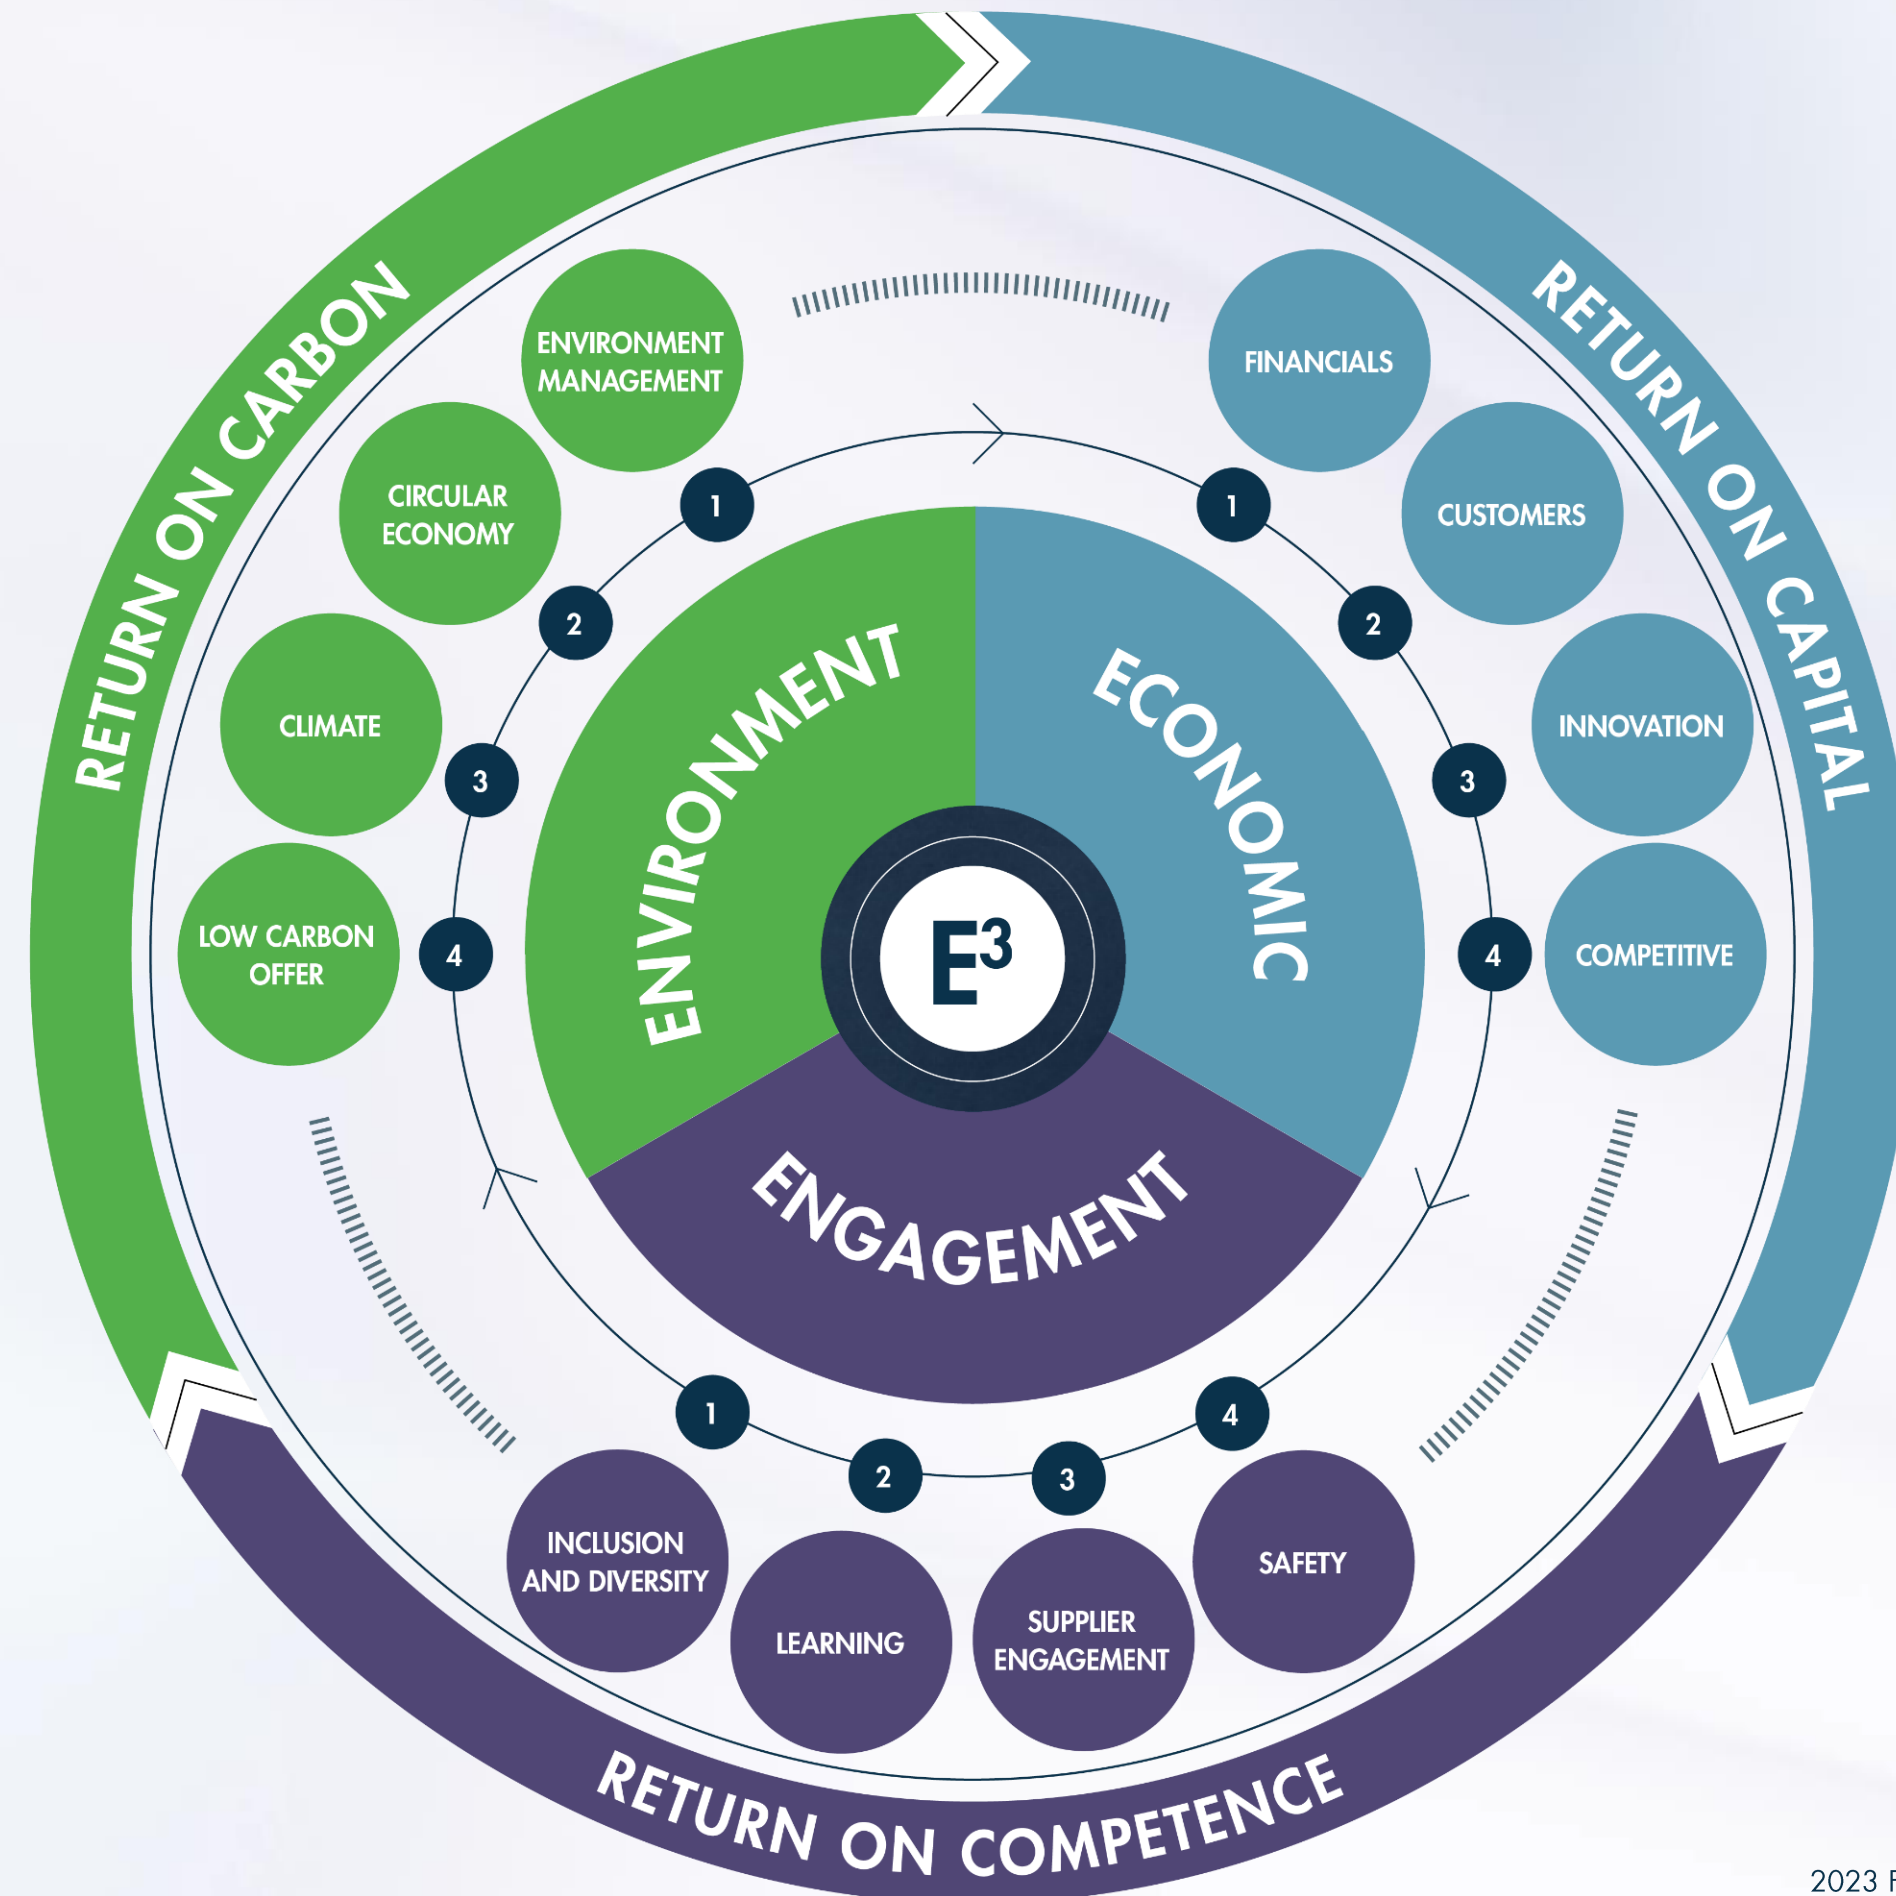 RETURN ON CARBON
RETURN ON CAPITAL
ENVIRONMENT
MANAGEMENT
1
CIRCULAR
ECONOMY
2
CLIMATE
3
LOW CARBON
OFFER
4
FINANCIALS
1
CUSTOMERS
2
INNOVATION
3
COMPETITIVE
4
ENVIRONMENT
ECONOMIC
E³
ENGAGEMENT
1
INCLUSION
AND DIVERSITY
2
LEARNING
3
SUPPLIER
ENGAGEMENT
4
SAFETY
RETURN ON COMPETENCE
2023